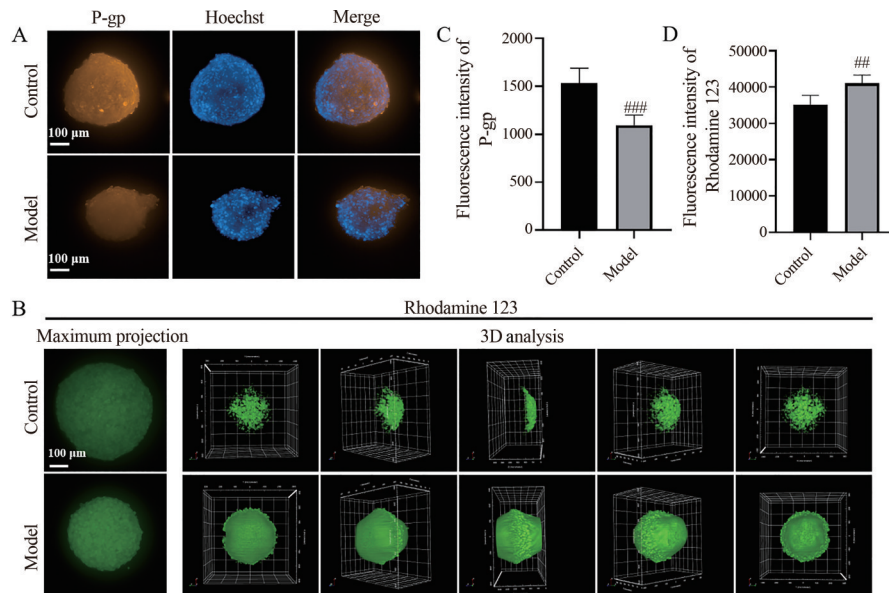 A
P-gp
Hoechst
Merge
Control
100 µm
Model
100 µm
C
Fluorescence intensity of
P-gp
2000
1500
1000
500
0
###
Control
Model
D
Fluorescence intensity of
Rhodamine 123
50000
40000
30000
20000
10000
0
##
Control
Model
B
Rhodamine 123
Maximum projection
3D analysis
Control
100 µm
Model